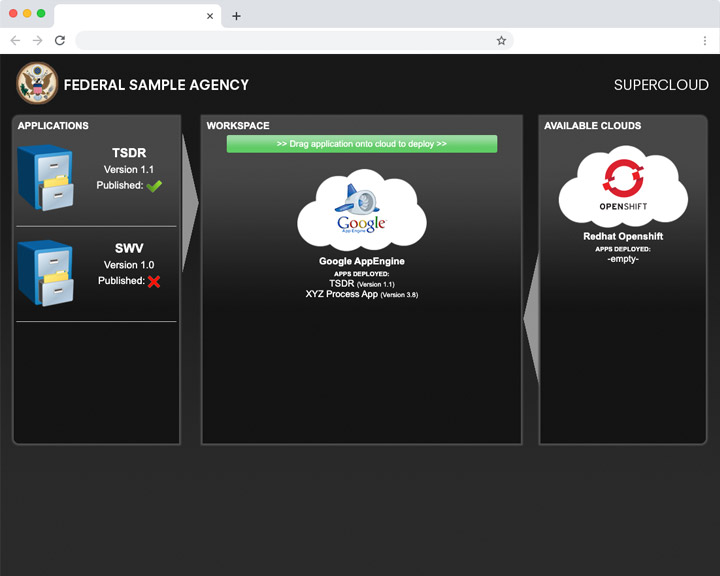 FEDERAL SAMPLE AGENCY
SUPERCLOUD
APPLICATIONS
TSDR
Version 1.1
Published:
SWV
Version 1.0
Published:
WORKSPACE
>> Drag application onto cloud to deploy >>
Google
App Engine
Google AppEngine
APPS DEPLOYED:
TSDR (Version 1.1)
XYZ Process App (Version 3.8)
AVAILABLE CLOUDS
OPENSHIFT
Redhat Openshift
APPS DEPLOYED:
-empty-